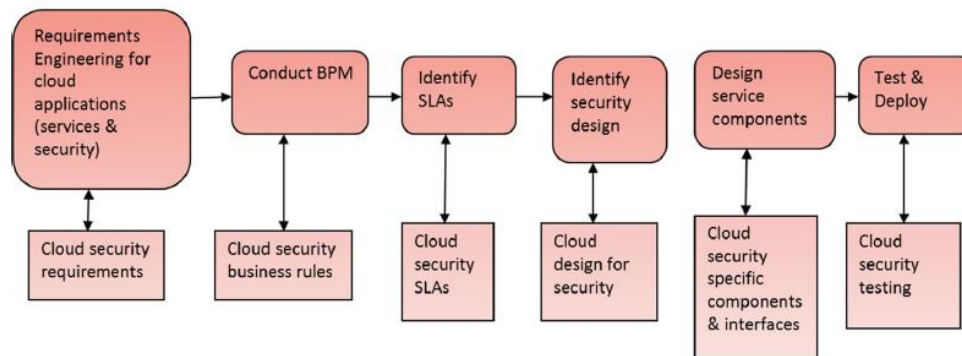 Requirements
Engineering for
cloud
applications
(services &
security)
Conduct BPM
Identify
SLAs
Identify
security
design
Design
service
components
Test &
Deploy
Cloud security
requirements
Cloud security
business rules
Cloud
security
SLAs
Cloud
design for
security
Cloud
security
specific
components
& interfaces
Cloud
security
testing